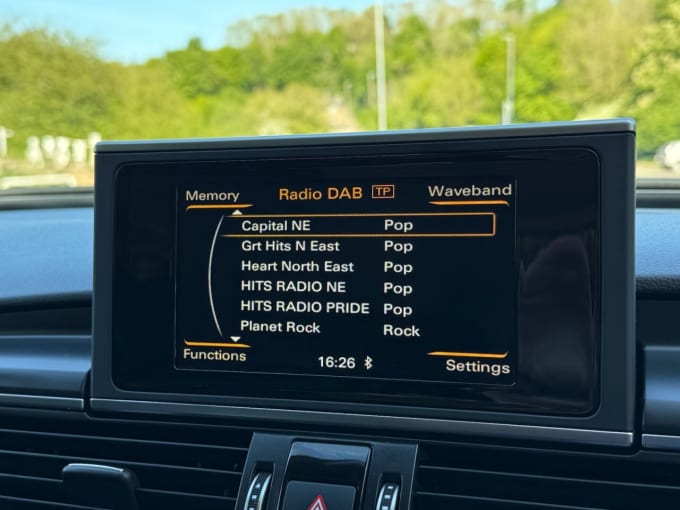 Memory Radio DAB TP Waveband
Capital NE Pop
Grt Hits N East Pop
Heart North East Pop
HITS RADIO NE Pop
HITS RADIO PRIDE Pop
Planet Rock Rock
Functions 16:26 Settings